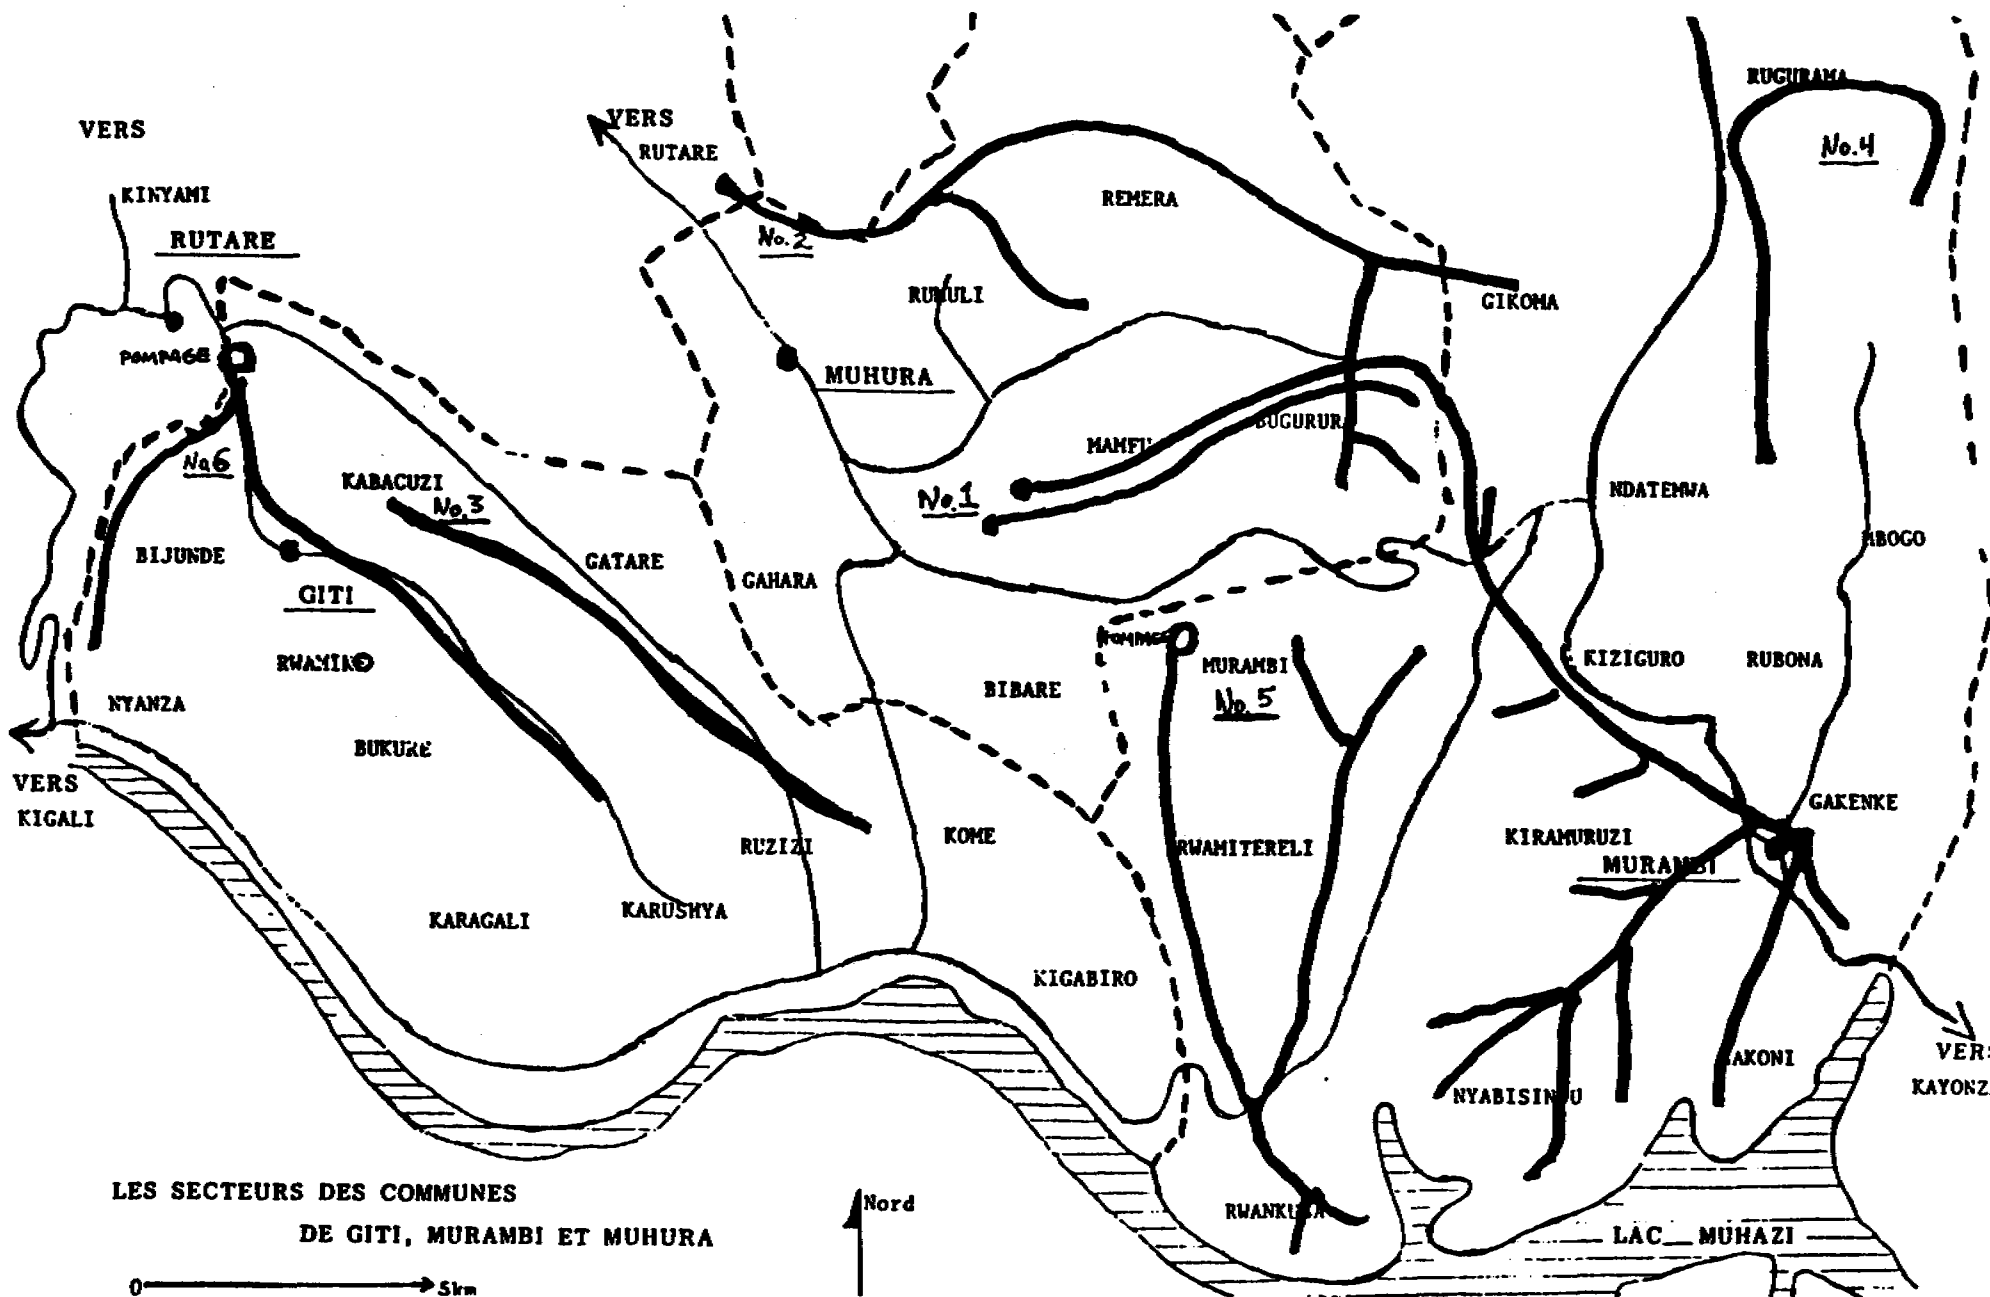 VERS
KINYAMI
RUTARE
VERS
RUTARE
No.2
REMERA
RUGURAMA
No.4
GIKOMA
POMPAGE
MUHURA
No6
KABACUZI
No.3
No.1
NDATEMWA
BIJUNDE
GATARE
GAHARA
MBOGO
GITI
NYANZA
BIBARE
POMPAGE
MURAMBI
No.5
KIZIGURO
RUBONA
BUKURE
VERS
KIGALI
RUZIZI
KOME
RWAMITERELI
GAKENKE
KIRAMURUZI
MURAMBI
KARAGALI
KARUSHYA
KIGABIRO
VERS
LES SECTEURS DES COMMUNES
DE GITI, MURAMBI ET MUHURA
Nord
LAC MUHAZI
0 5km